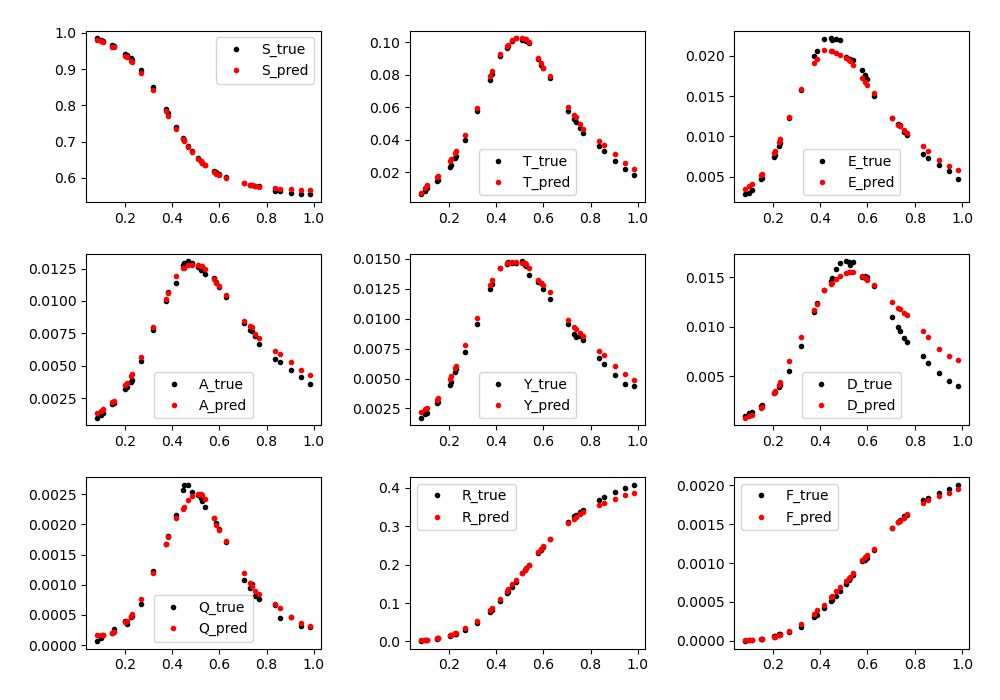 1.0
0.9
0.8
0.7
0.6
S_true
S_pred
0.2 0.4 0.6 0.8 1.0
0.10
0.08
0.06
0.04
0.02
T_true
T_pred
0.2 0.4 0.6 0.8 1.0
0.020
0.015
0.010
0.005
E_true
E_pred
0.2 0.4 0.6 0.8 1.0
0.0125
0.0100
0.0075
0.0050
0.0025
A_true
A_pred
0.2 0.4 0.6 0.8 1.0
0.0150
0.0125
0.0100
0.0075
0.0050
0.0025
Y_true
Y_pred
0.2 0.4 0.6 0.8 1.0
0.015
0.010
0.005
D_true
D_pred
0.2 0.4 0.6 0.8 1.0
0.0025
0.0020
0.0015
0.0010
0.0005
0.0000
Q_true
Q_pred
0.2 0.4 0.6 0.8 1.0
0.4
0.3
0.2
0.1
0.0
R_true
R_pred
0.2 0.4 0.6 0.8 1.0
0.0020
0.0015
0.0010
0.0005
0.0000
F_true
F_pred
0.2 0.4 0.6 0.8 1.0